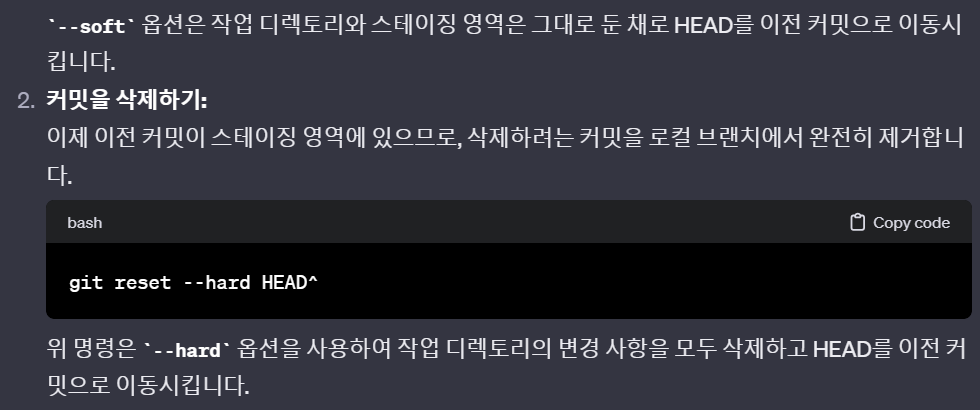 `--soft` 옵션은 작업 디렉토리와 스테이징 영역은 그대로 둔 채로 HEAD를 이전 커밋으로 이동시
킵니다.
2. 커밋을 삭제하기:
이제 이전 커밋이 스테이징 영역에 있으므로, 삭제하려는 커밋을 로컬 브랜치에서 완전히 제거합니
다.
bash Copy code
git reset --hard HEAD^
위 명령은 `--hard` 옵션을 사용하여 작업 디렉토리의 변경 사항을 모두 삭제하고 HEAD를 이전 커
밋으로 이동시킵니다.